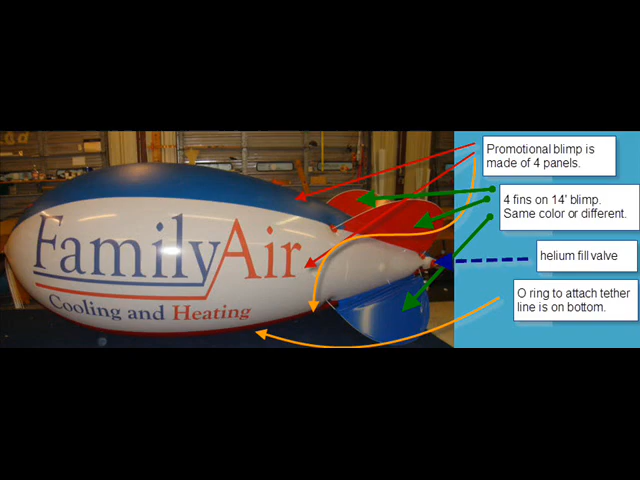 Promotional blimp is
made of 4 panels.
4 fins on 14' blimp.
Same color or different.
helium fill valve
O ring to attach tether
line is on bottom.
FamilyAir
Cooling and Heating